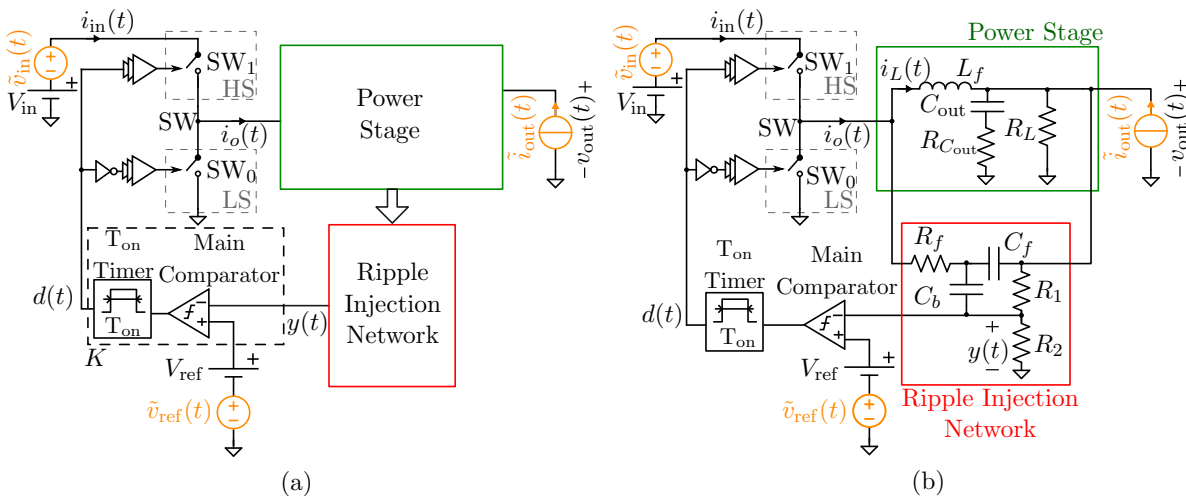 i_in(t)
ṽ_in(t)
+
V_in
SW_1
HS
SW
i_o(t)
Power
Stage
ĩ_out(t)
-v_out(t)+
SW_0
LS
T_on
Main
Timer
Comparator
d(t)
T_on
K
−
+
y(t)
Ripple
Injection
Network
V_ref
+
ṽ_ref(t)
(a)
i_in(t)
ṽ_in(t)
+
V_in
SW_1
HS
SW
i_o(t)
Power Stage
i_L(t)
L_f
C_out
R_C_out
R_L
ĩ_out(t)
-v_out(t)+
SW_0
LS
T_on
Main
Timer
Comparator
d(t)
T_on
−
+
R_f
C_f
C_b
R_1
+
y(t)
−
R_2
V_ref
+
ṽ_ref(t)
Ripple Injection
Network
(b)